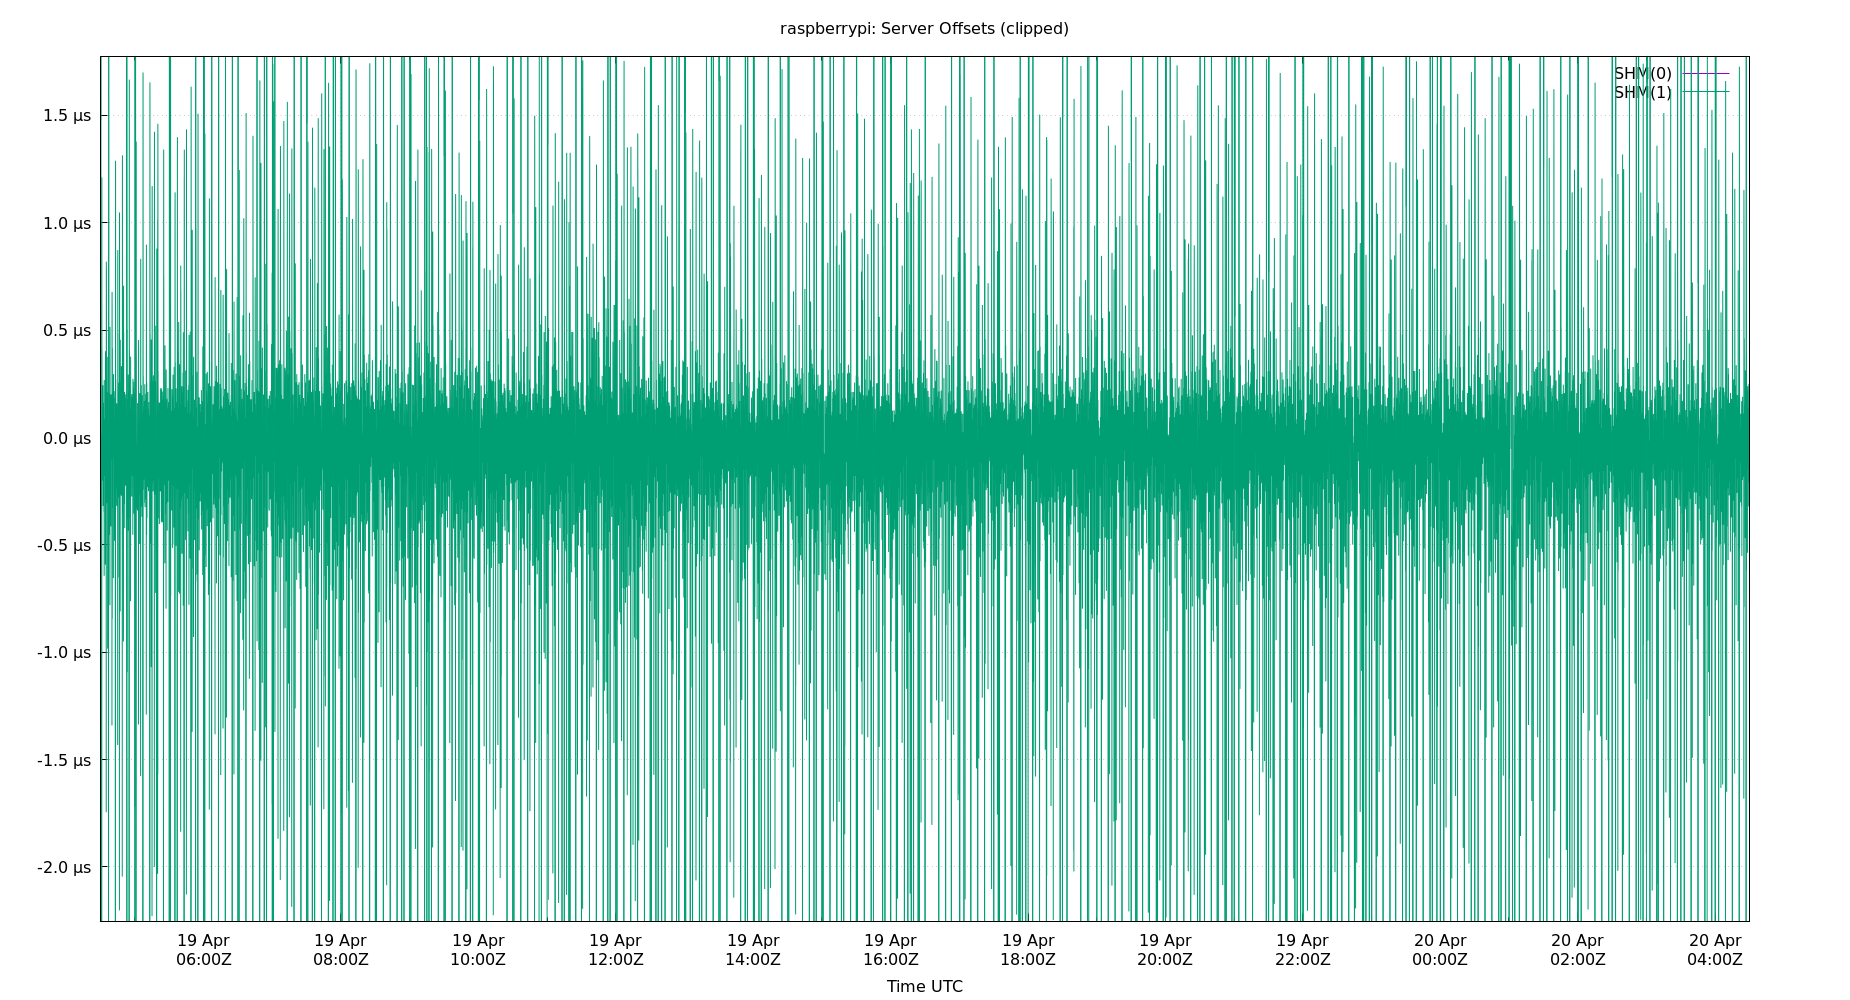 raspberrypi: Server Offsets (clipped)
SHM(0)
SHM(1)
1.5 µs
1.0 µs
0.5 µs
0.0 µs
-0.5 µs
-1.0 µs
-1.5 µs
-2.0 µs
19 Apr 19 Apr 19 Apr 19 Apr 19 Apr 19 Apr 19 Apr 19 Apr 19 Apr 20 Apr 20 Apr 20 Apr
06:00Z 08:00Z 10:00Z 12:00Z 14:00Z 16:00Z 18:00Z 20:00Z 22:00Z 00:00Z 02:00Z 04:00Z
Time UTC